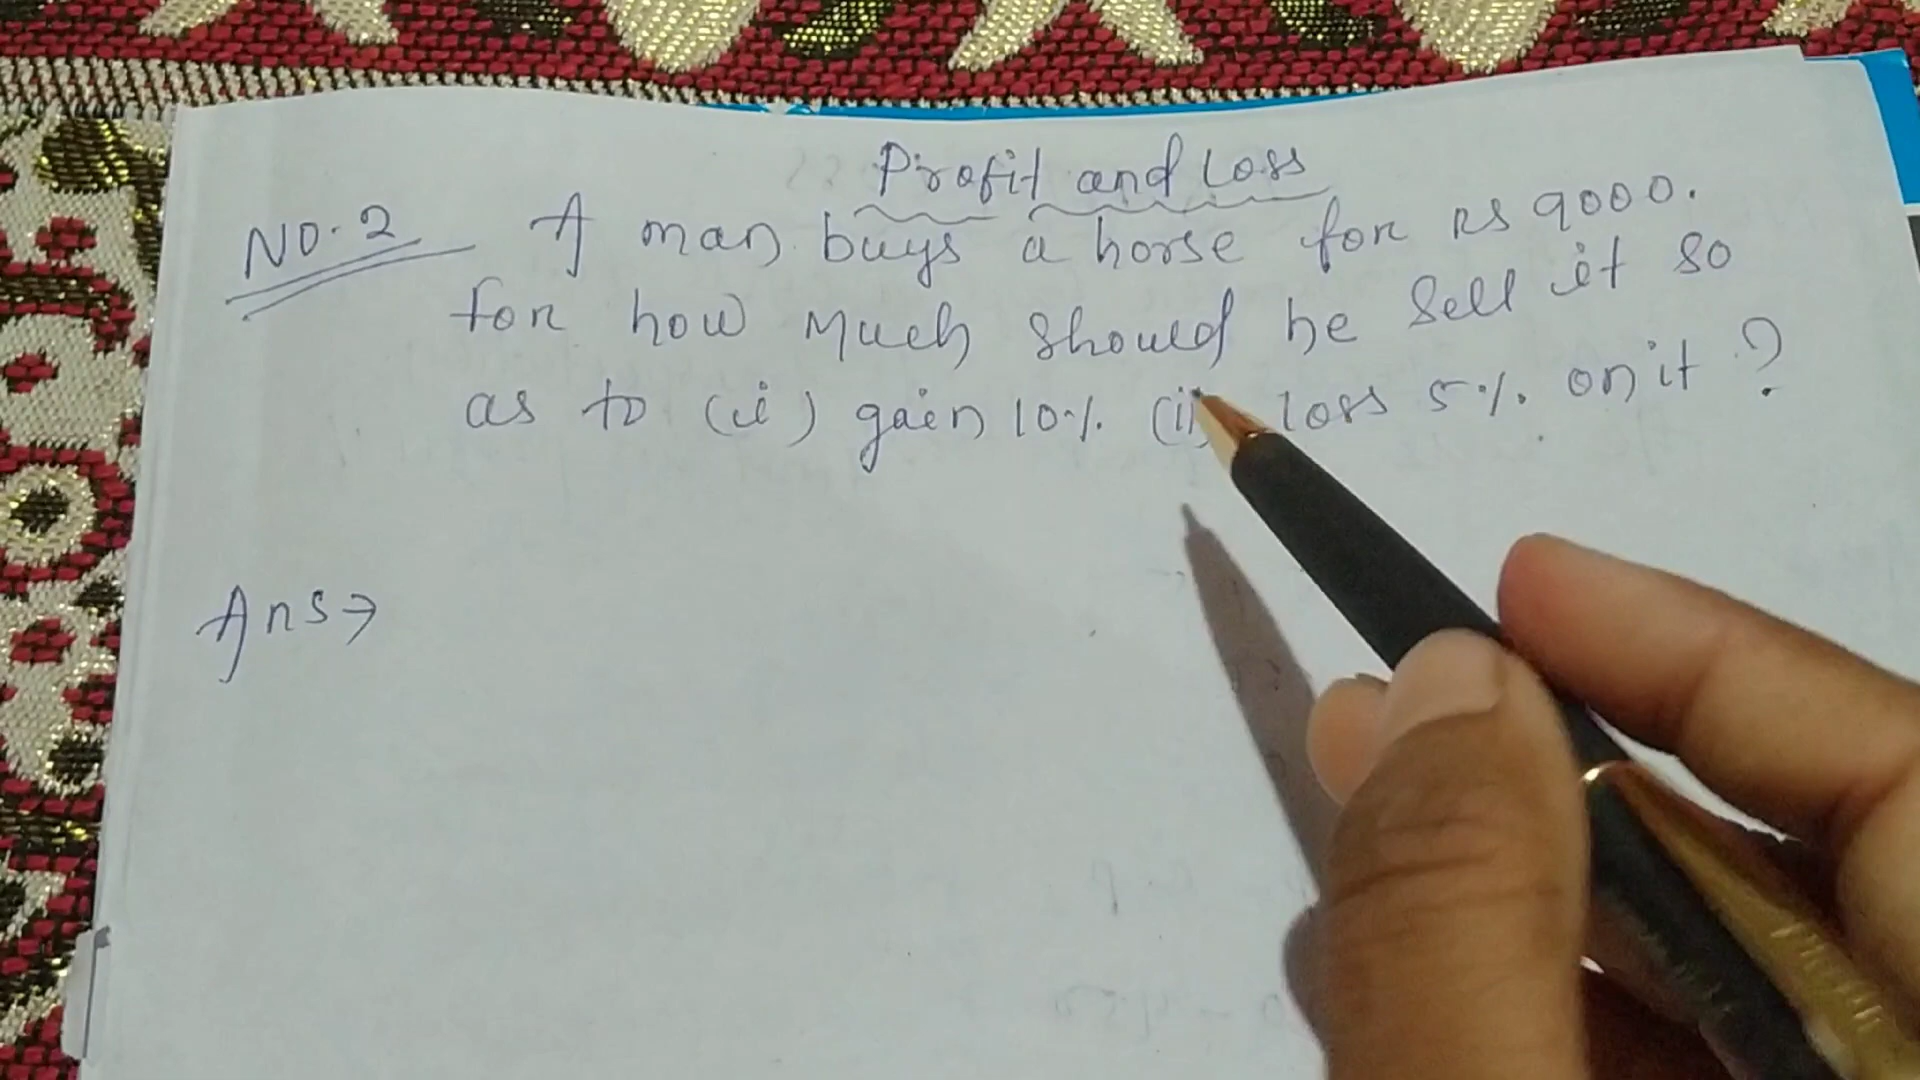 Profit and Loss
NO. 2 A man buys a horse for Rs 9000.
for how much should he sell it so
as to (i) gain 10% (ii) loss 5% on it ?
Ans →